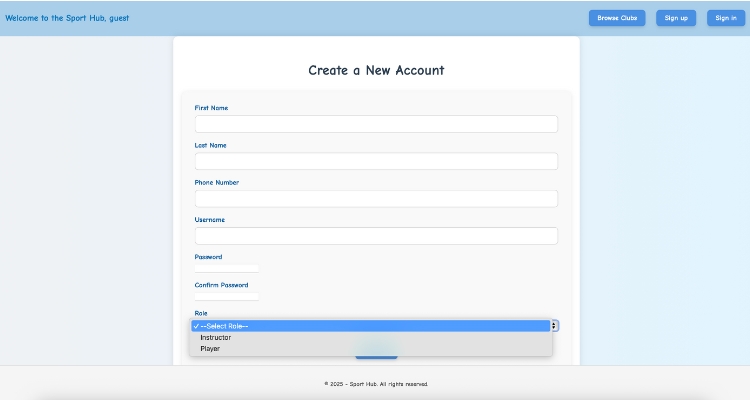 Welcome to the Sport Hub, guest
Browse Clubs
Sign up
Sign in
Create a New Account
First Name
Last Name
Phone Number
Username
Password
Confirm Password
Role
✓ --Select Role--
Instructor
Player
© 2025 - Sport Hub. All rights reserved.